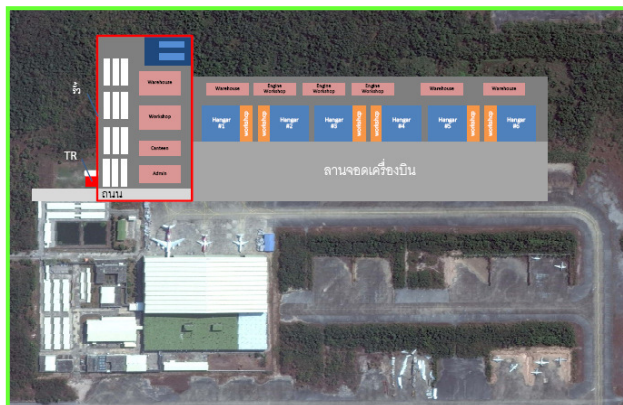 รั้ว
TR
ถนน
Warehouse
Workshop
Canteen
Admin
Warehouse
Engine
Workshop
Engine
Workshop
Engine
Workshop
Warehouse
Warehouse
Hangar
#1
Workshop
Workshop
Hangar
#2
Hangar
#3
Workshop
Workshop
Hangar
#4
Hangar
#5
Workshop
Workshop
Hangar
#6
ลานจอดเครื่องบิน